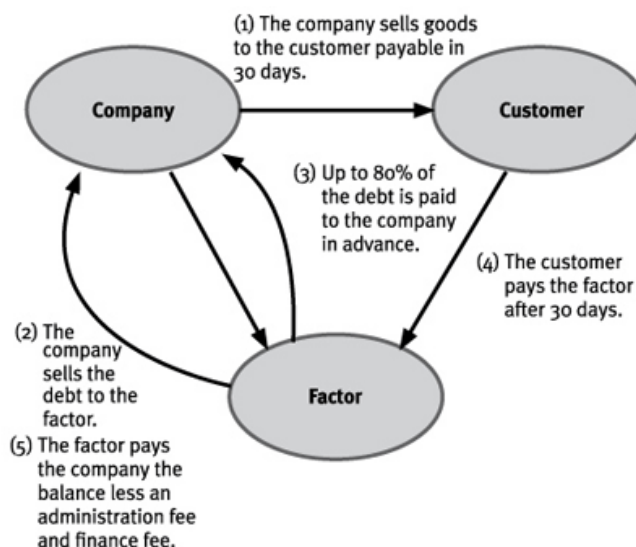 (1) The company sells goods
to the customer payable in
30 days.
Company
Customer
(3) Up to 80% of
the debt is paid
to the company
in advance.
(4) The customer
pays the factor
after 30 days.
(2) The
company
sells the
debt to the
factor.
Factor
(5) The factor pays
the company the
balance less an
administration fee
and finance fee.